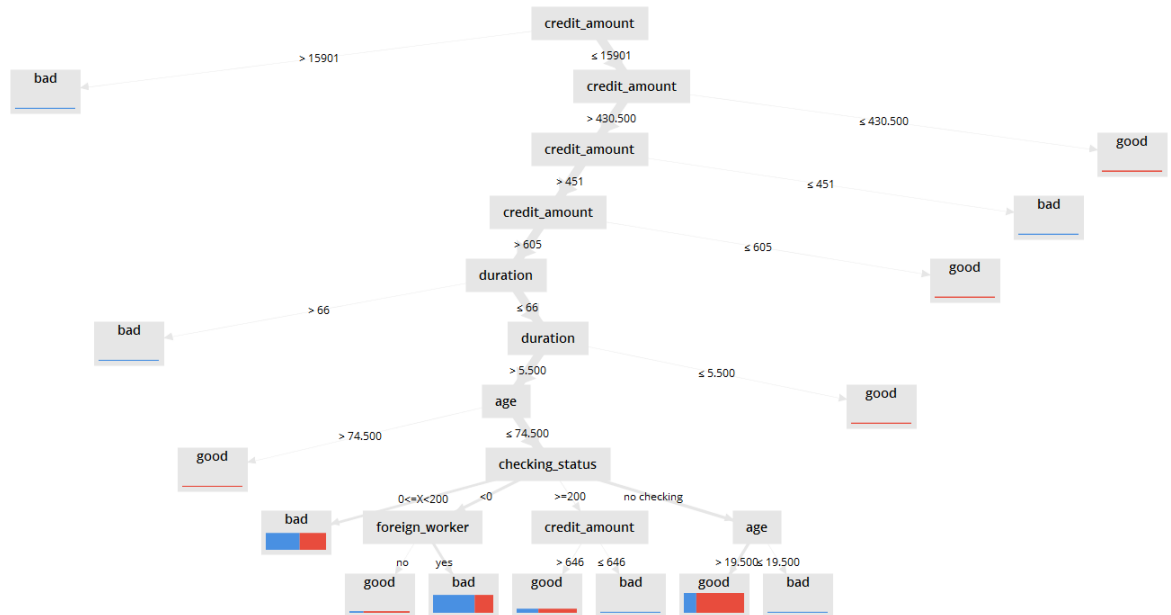 credit_amount
> 15901
≤ 15901
bad
credit_amount
> 430.500
≤ 430.500
credit_amount
good
> 451
≤ 451
credit_amount
bad
> 605
≤ 605
duration
good
> 66
≤ 66
bad
duration
> 5.500
≤ 5.500
age
good
> 74.500
≤ 74.500
good
checking_status
0<=X<200
<0
>=200
no checking
bad
foreign_worker
credit_amount
age
no
yes
> 646
≤ 646
> 19.500
≤ 19.500
good
bad
good
bad
good
bad